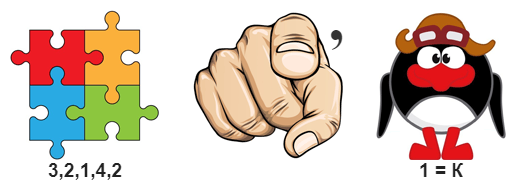 ,
3,2,1,4,2
1 = К